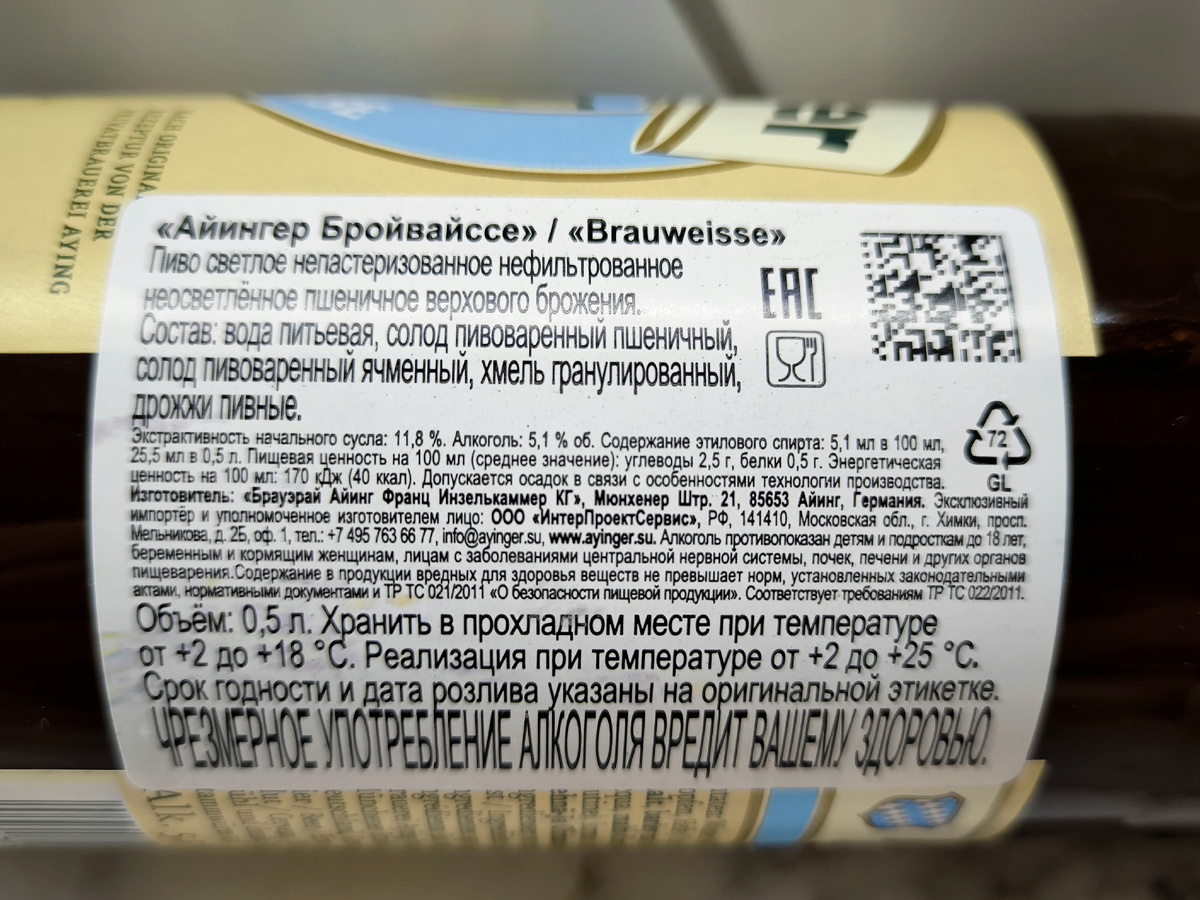 er
NACH ORIGINA
REZEPTUR VON DER
BRAUEREI AYING
«Айингер Бройвайссе» / «Brauweisse»
Пиво светлое непастеризованное нефильтрованное
неосветлённое пшеничное верхового брожения.
Состав: вода питьевая, солод пивоваренный пшеничный,
солод пивоваренный ячменный, хмель гранулированный,
дрожжи пивные.
EAC
Экстрактивность начального сусла: 11,8 %. Алкоголь: 5,1 % об. Содержание этилового спирта: 5,1 мл в 100 мл,
25,5 мл в 0,5 л. Пищевая ценность на 100 мл (среднее значение): углеводы 2,5 г, белки 0,5 г. Энергетическая
ценность на 100 мл: 170 кДж (40 ккал). Допускается осадок в связи с особенностями технологии производства.
72
GL
Изготовитель: «Брауэрай Айинг Франц Инзелькаммер КГ», Мюнхенер Штр. 21, 85653 Айинг, Германия. Эксклюзивный
импортёр и уполномоченное изготовителем лицо: ООО «ИнтерПроектСервис», РФ, 141410, Московская обл., г. Химки, просп.
Мельникова, д. 2Б, оф. 1, тел.: +7 495 763 66 77, info@ayinger.su, www.ayinger.su. Алкоголь противопоказан детям и подросткам до 18 лет,
беременным и кормящим женщинам, лицам с заболеваниями центральной нервной системы, почек, печени и других органов
пищеварения.Содержание в продукции вредных для здоровья веществ не превышает норм, установленных законодательными
актами, нормативными документами и ТР ТС 021/2011 «О безопасности пищевой продукции». Соответствует требованиям ТР ТС 022/2011.
Объём: 0,5 л. Хранить в прохладном месте при температуре
от +2 до +18 °C. Реализация при температуре от +2 до +25 °C.
Срок годности и дата розлива указаны на оригинальной этикетке.
ЧРЕЗМЕРНОЕ УПОТРЕБЛЕНИЕ АЛКОГОЛЯ ВРЕДИТ ВАШЕМУ ЗДОРОВЬЮ.
Alk.